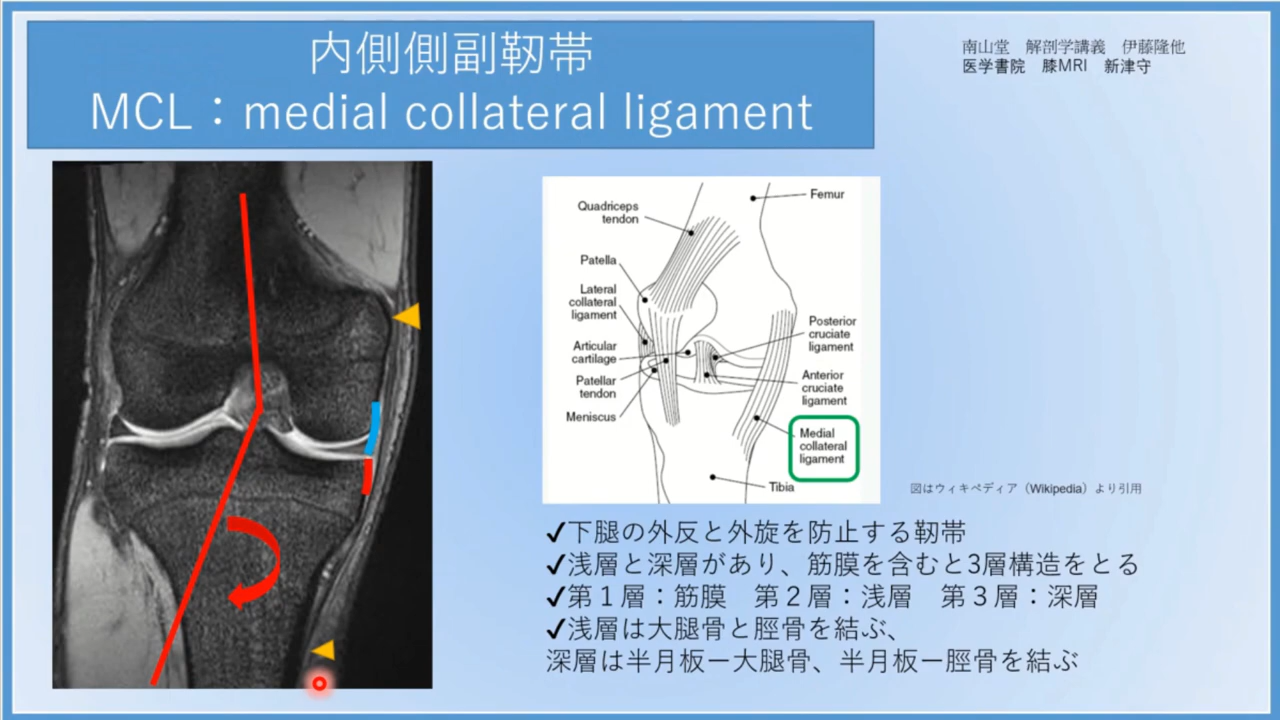 内側側副靭帯
MCL：medial collateral ligament
南山堂　解剖学講義　伊藤隆他
医学書院　膝MRI　新津守
Quadriceps
tendon
Femur
Patella
Lateral
collateral
ligament
Articular
cartilage
Patellar
tendon
Meniscus
Posterior
cruciate
ligament
Anterior
cruciate
ligament
Medial
collateral
ligament
Tibia
図はウィキペディア（Wikipedia）より引用
✓下腿の外反と外旋を防止する靭帯
✓浅層と深層があり、筋膜を含むと3層構造をとる
✓第１層：筋膜　第２層：浅層　第３層：深層
✓浅層は大腿骨と脛骨を結ぶ、
深層は半月板ー大腿骨、半月板ー脛骨を結ぶ